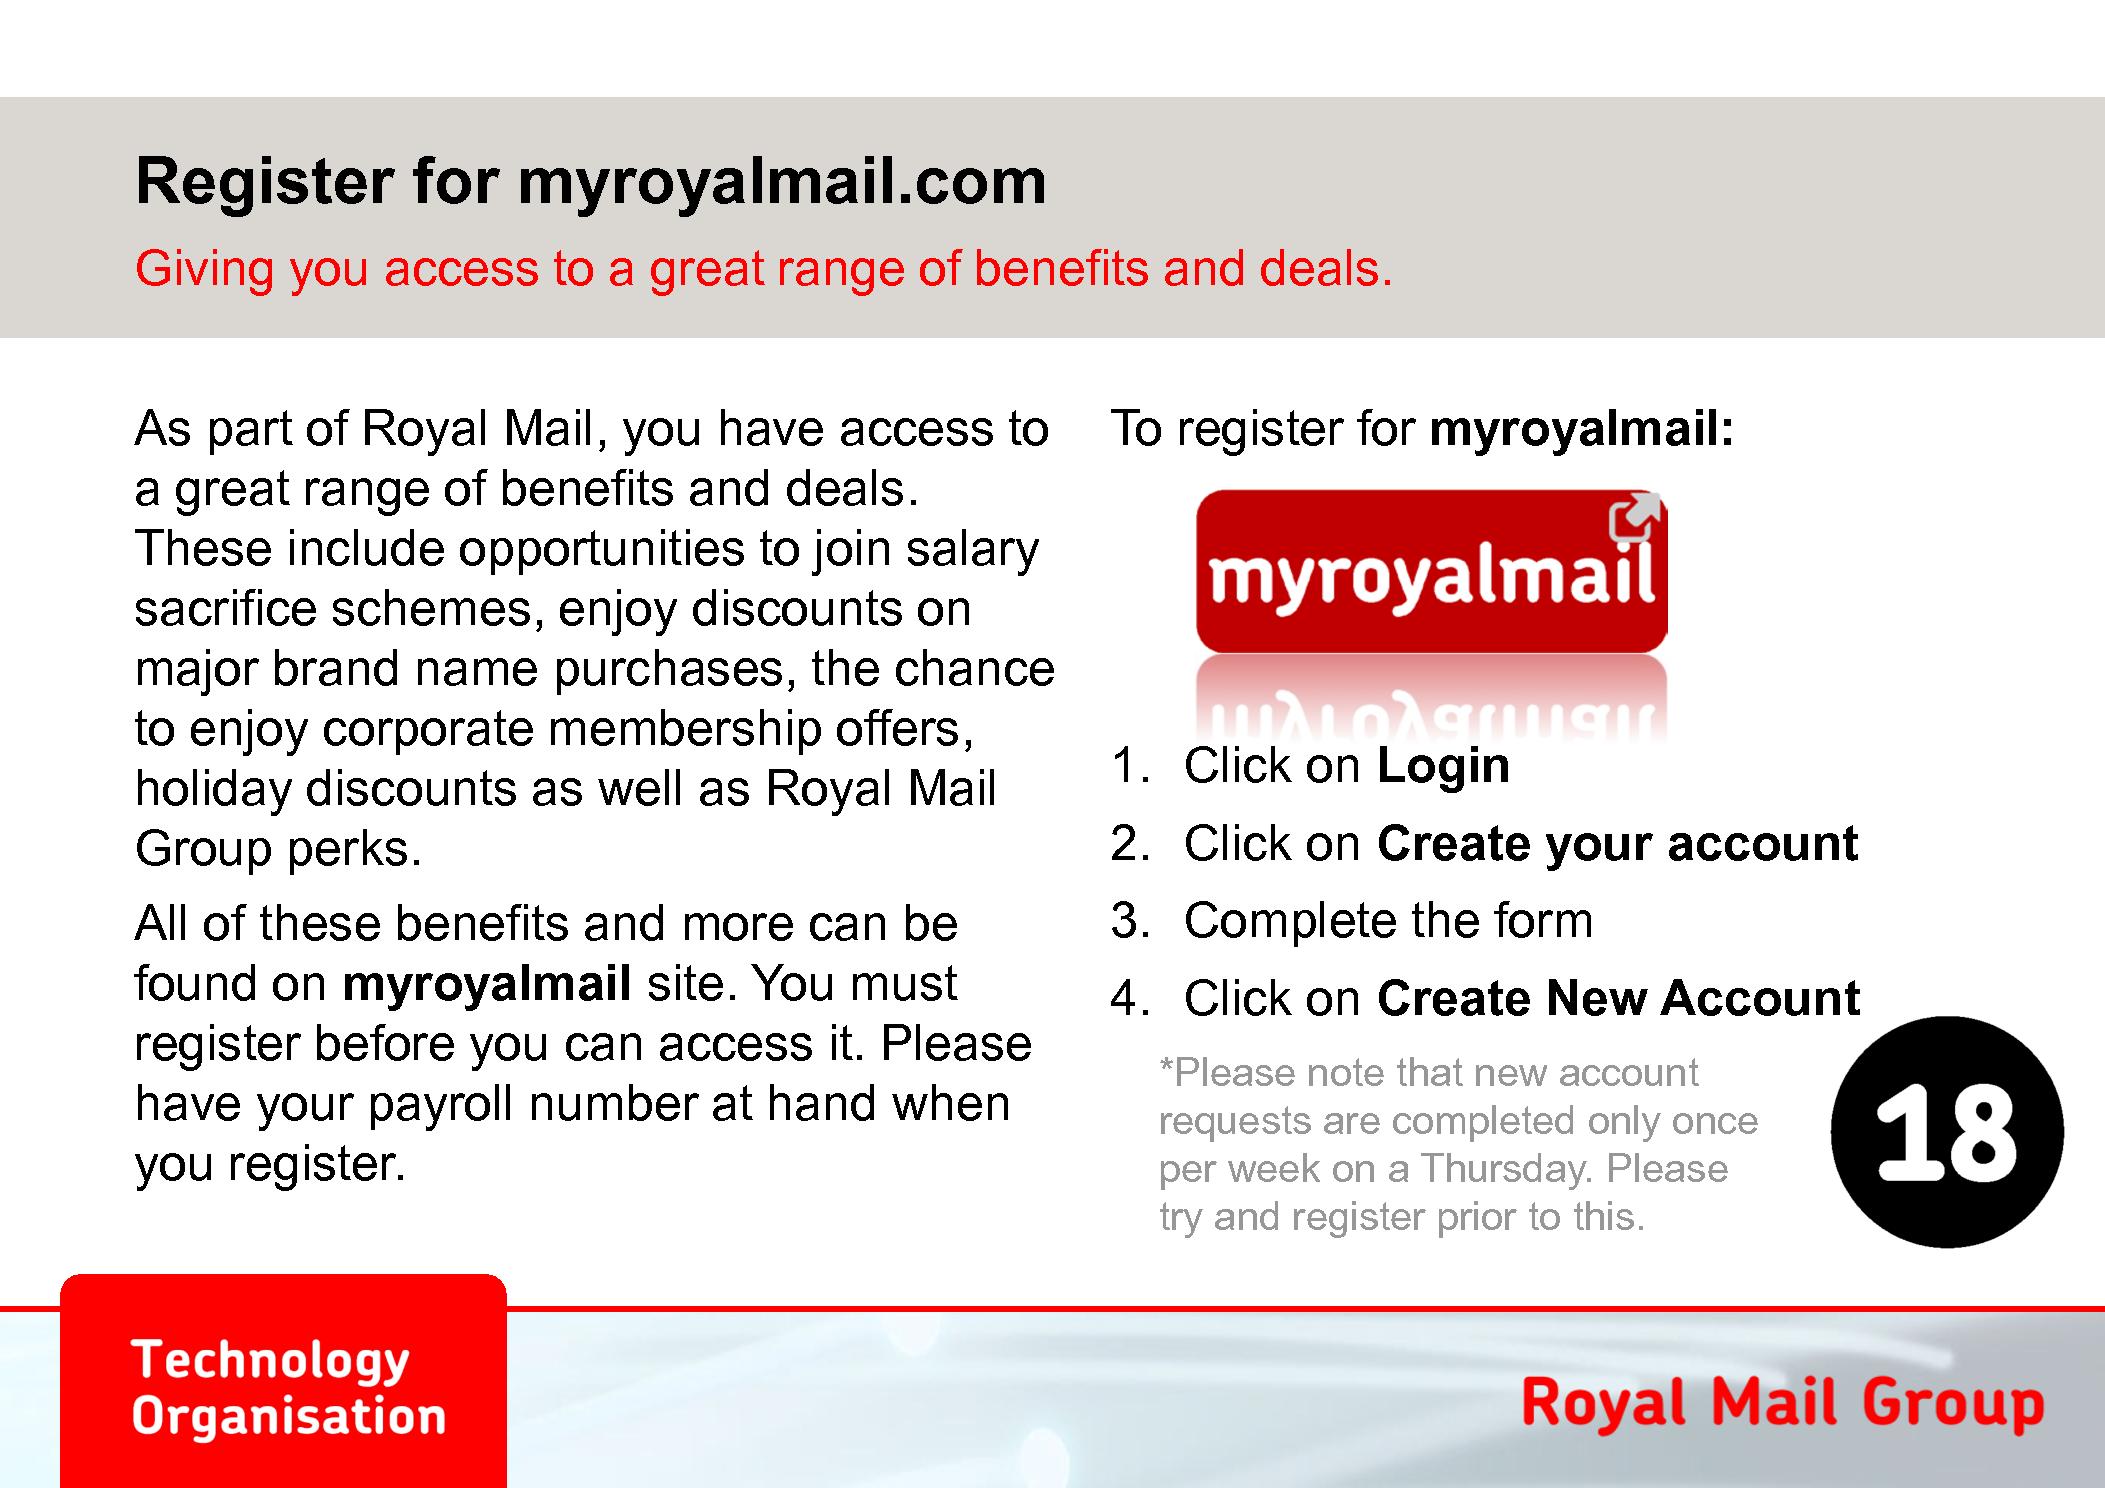 Register for myroyalmail.com
Giving you access to a great range of benefits and deals.
As part of Royal Mail, you have access to
a great range of benefits and deals.
These include opportunities to join salary
sacrifice schemes, enjoy discounts on
major brand name purchases, the chance
to enjoy corporate membership offers,
holiday discounts as well as Royal Mail
Group perks.
All of these benefits and more can be
found on myroyalmail site. You must
register before you can access it. Please
have your payroll number at hand when
you register.
To register for myroyalmail:
myroyalmail
1. Click on Login
2. Click on Create your account
3. Complete the form
4. Click on Create New Account
*Please note that new account
requests are completed only once
per week on a Thursday. Please
try and register prior to this.
18
Technology
Organisation
Royal Mail Group